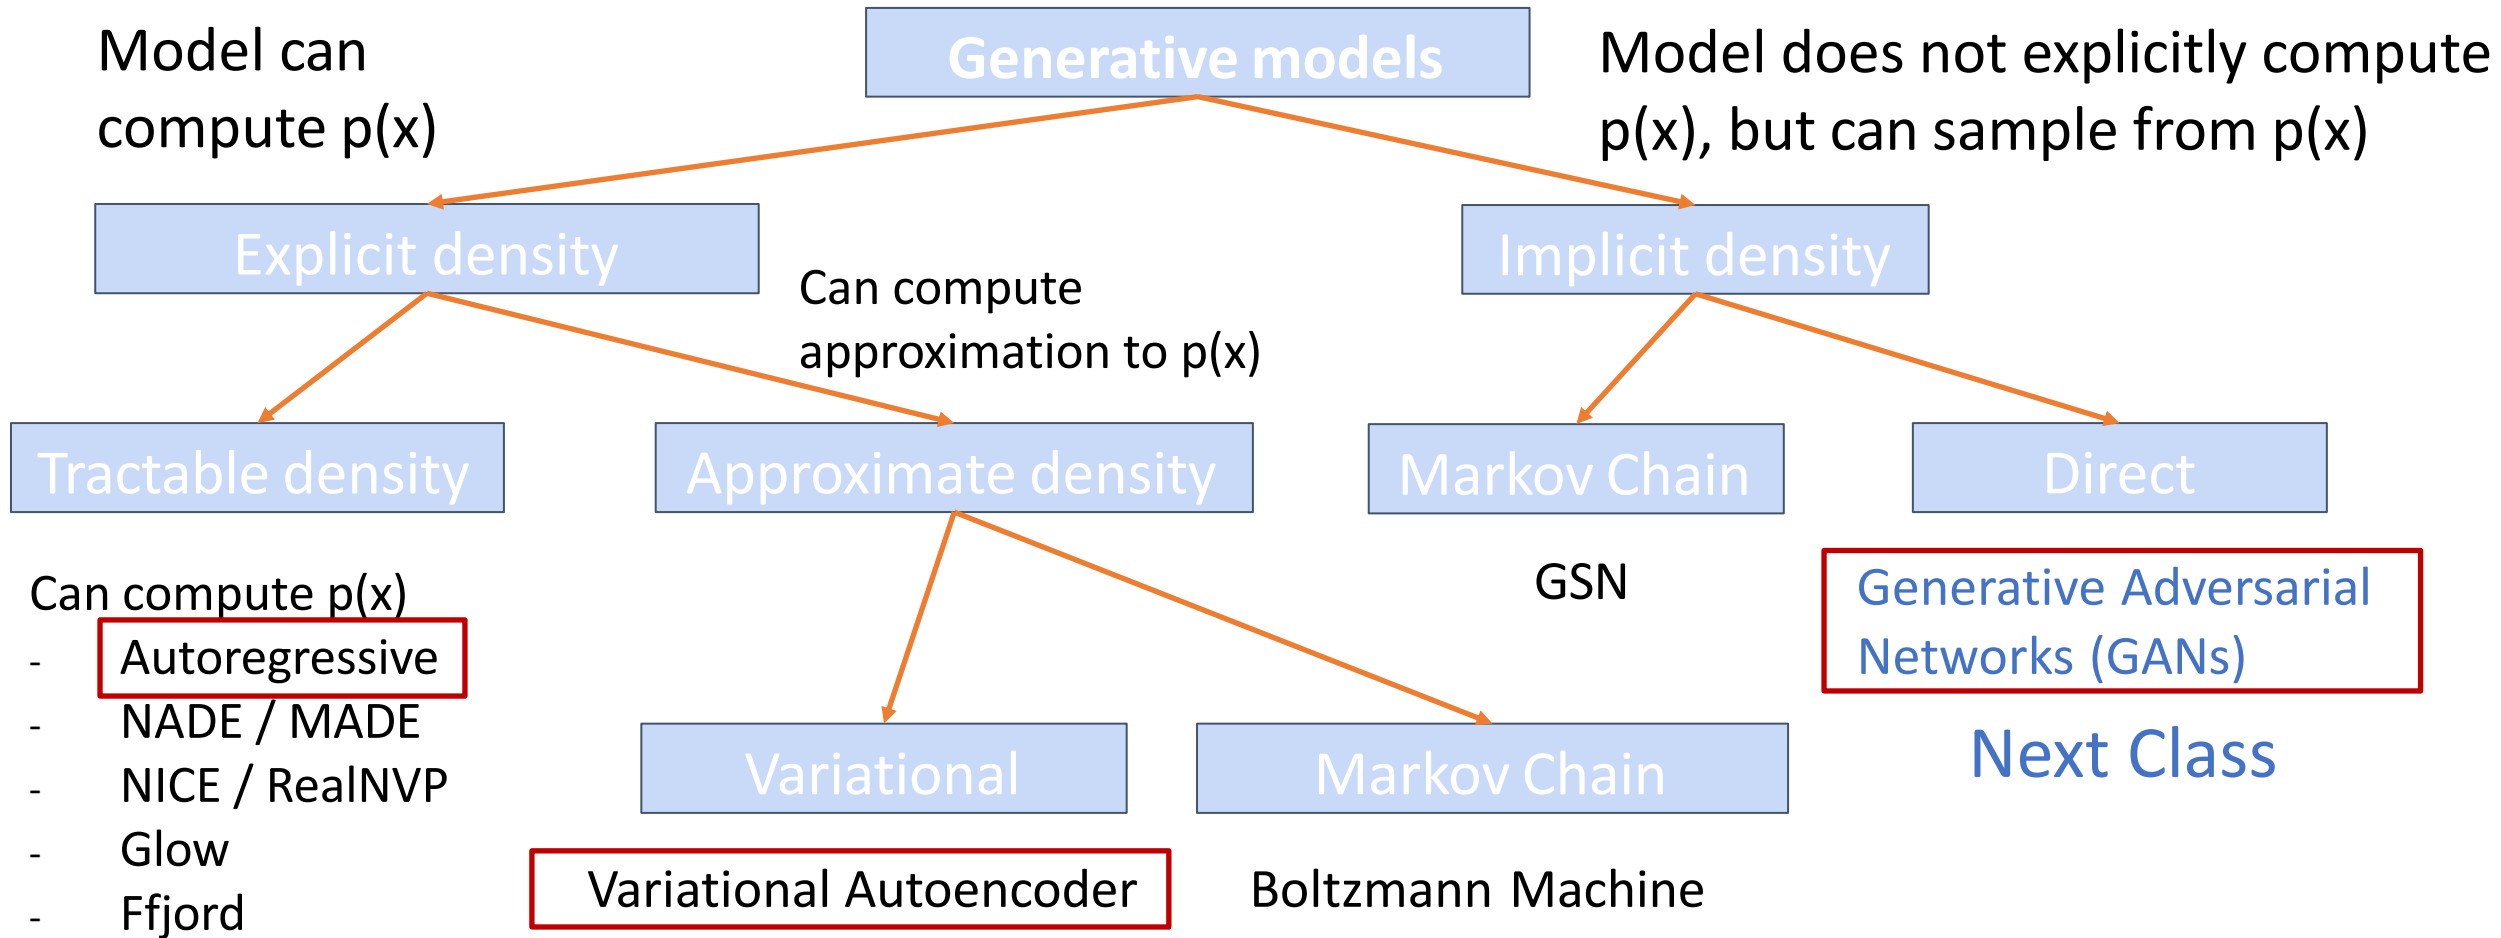 Model can
compute p(x)
Generative models
Model does not explicitly compute
p(x), but can sample from p(x)
Explicit density
Can compute
approximation to p(x)
Implicit density
Tractable density
Approximate density
Markov Chain
Direct
Can compute p(x)
- Autoregressive
- NADE / MADE
- NICE / RealNVP
- Glow
- Ffjord
GSN
Generative Adversarial
Networks (GANs)
Next Class
Variational
Markov Chain
Variational Autoencoder
Boltzmann Machine